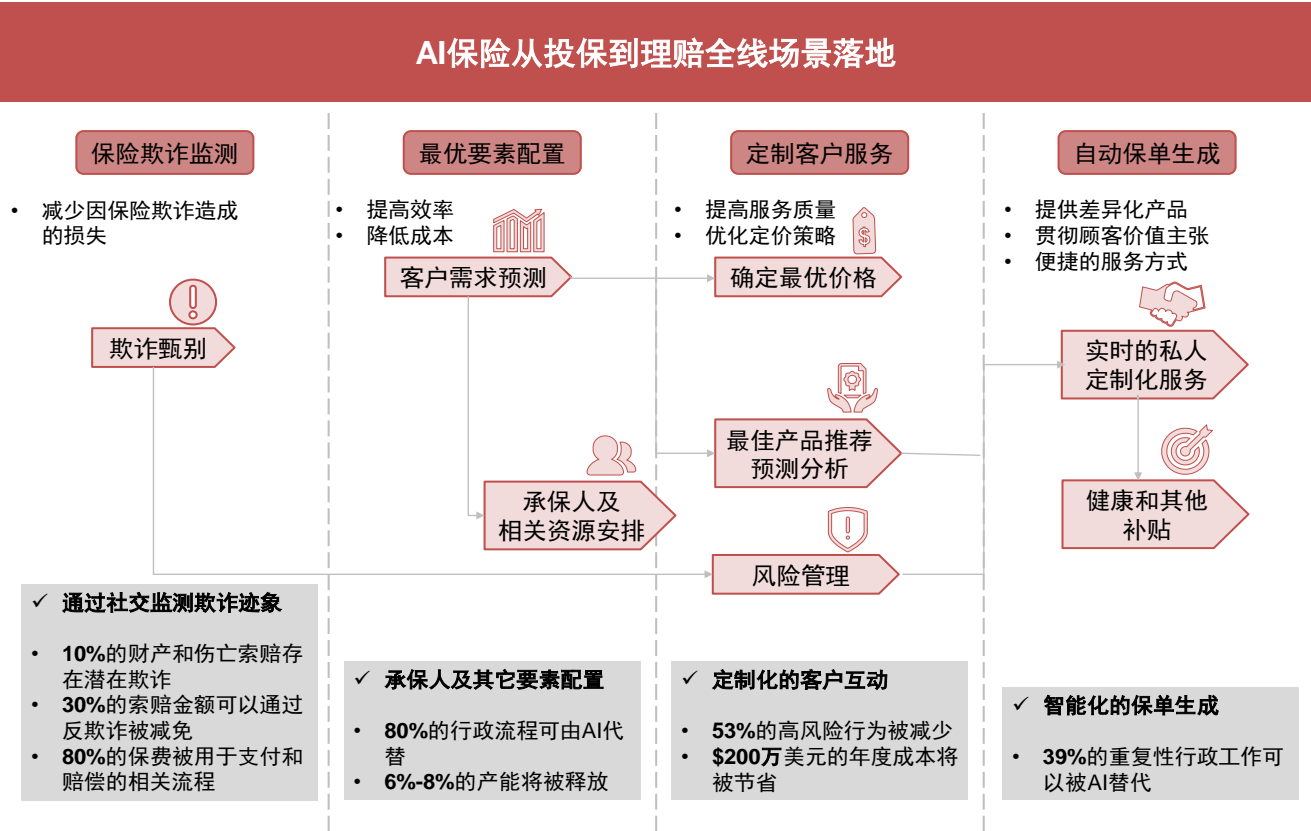 AI保险从投保到理赔全线场景落地
保险欺诈监测
• 减少因保险欺诈造成
的损失
欺诈甄别
✓ 通过社交监测欺诈迹象
• 10%的财产和伤亡索赔存
在潜在欺诈
• 30%的索赔金额可以通过
反欺诈被减免
• 80%的保费被用于支付和
赔偿的相关流程
最优要素配置
• 提高效率
• 降低成本
客户需求预测
承保人及
相关资源安排
✓ 承保人及其它要素配置
• 80%的行政流程可由AI代
替
• 6%-8%的产能将被释放
定制客户服务
• 提高服务质量
• 优化定价策略
$
确定最优价格
最佳产品推荐
预测分析
风险管理
✓ 定制化的客户互动
• 53%的高风险行为被减少
• $200万美元的年度成本将
被节省
自动保单生成
• 提供差异化产品
• 贯彻顾客价值主张
• 便捷的服务方式
实时的私人
定制化服务
健康和其他
补贴
✓ 智能化的保单生成
• 39%的重复性行政工作可
以被AI替代